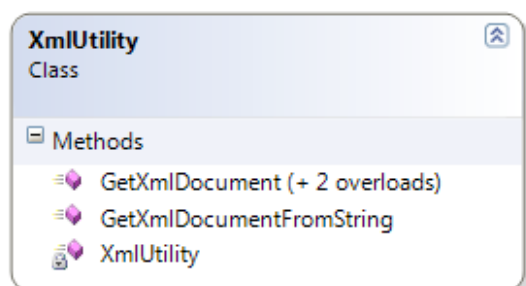 XmlUtility
Class
Methods
GetXmlDocument (+ 2 overloads)
GetXmlDocumentFromString
XmlUtility